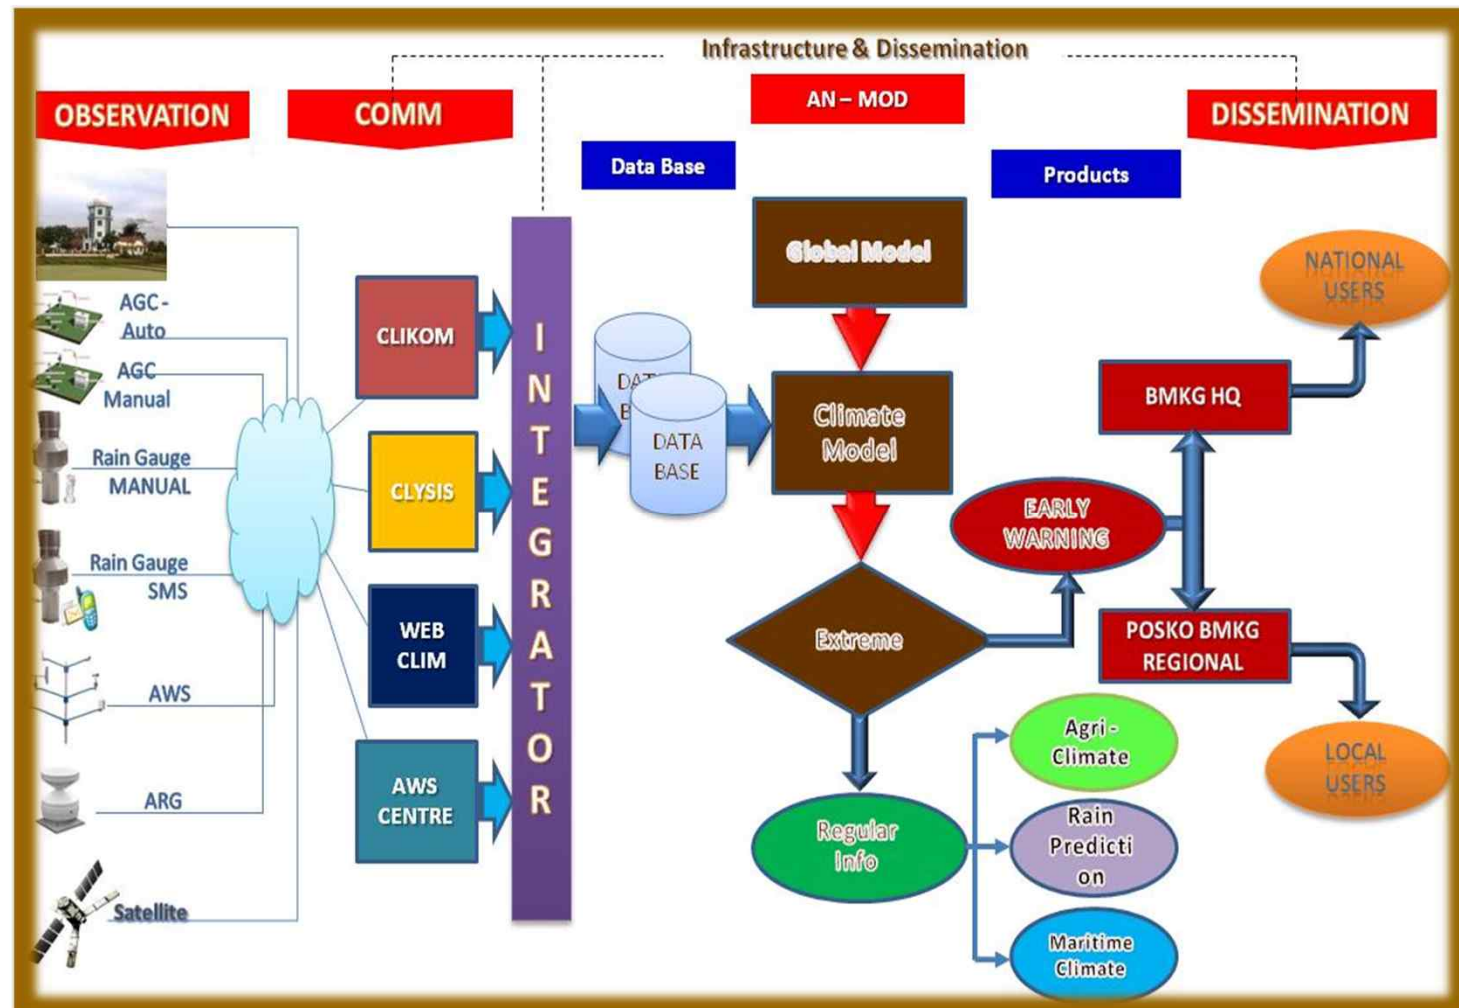 Infrastructure & Dissemination
OBSERVATION
COMM
AN – MOD
DISSEMINATION
Data Base
Products
AGC -
Auto
AGC
Manual
Rain Gauge
MANUAL
Rain Gauge
SMS
AWS
ARG
Satellite
CLIKOM
CLYSIS
WEB
CLIM
AWS
CENTRE
I
N
T
E
G
R
A
T
O
R
DATA
B
DATA
BASE
Global Model
Climate
Model
Extreme
EARLY
WARNING
Regular
Info
Agri -
Climate
Rain
Predicti
on
Maritime
Climate
BMKG HQ
POSKO BMKG
REGIONAL
NATIONAL
USERS
LOCAL
USERS